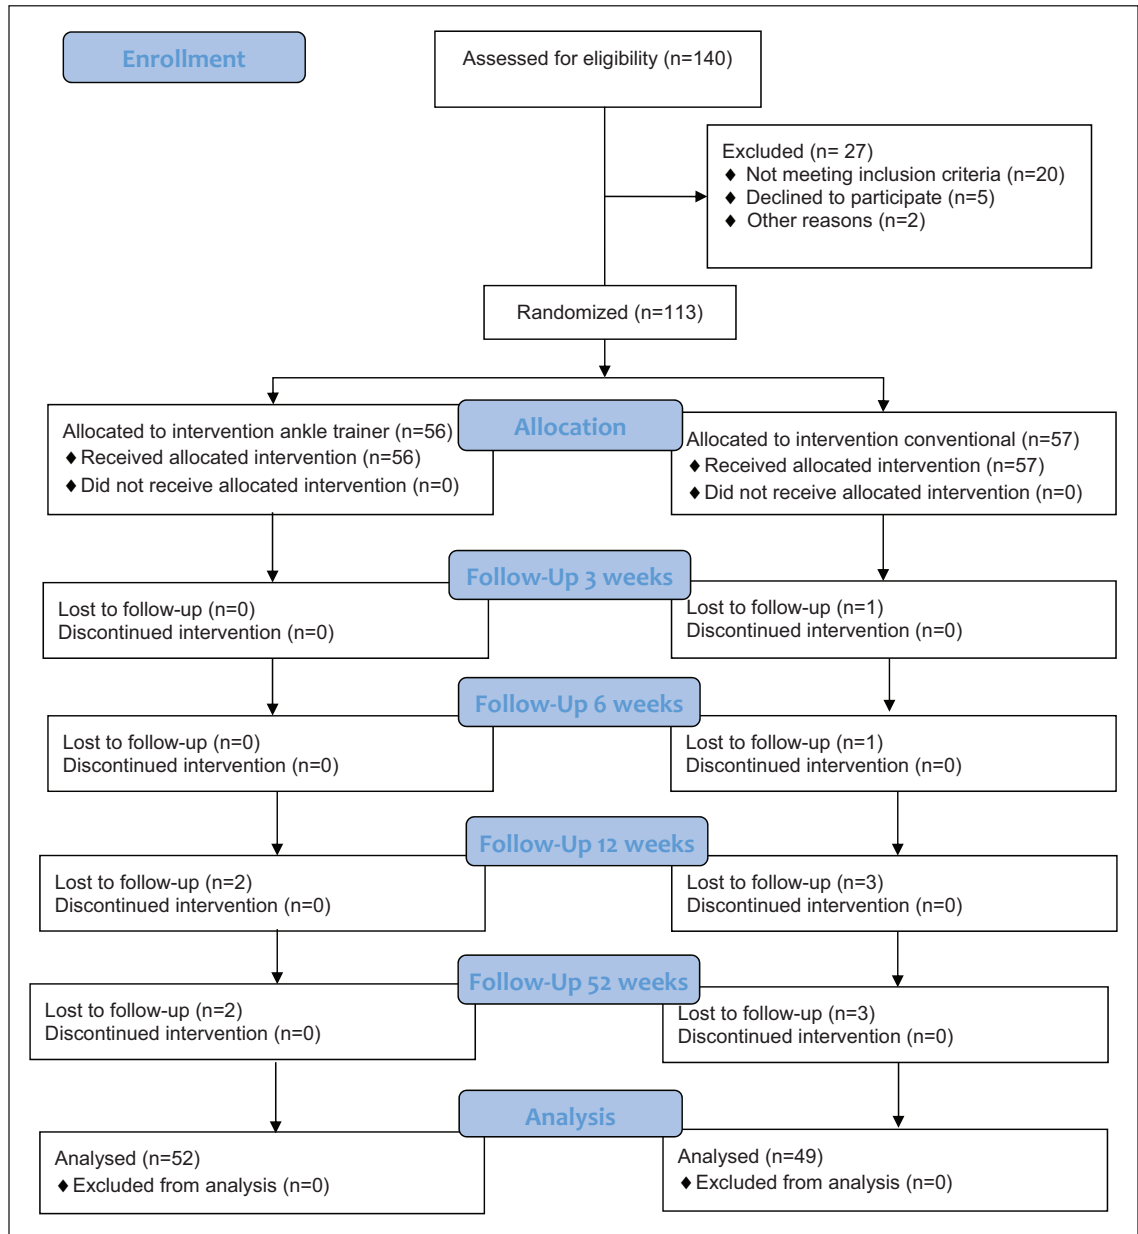 Enrollment
Assessed for eligibility (n=140)
Excluded (n= 27)
♦ Not meeting inclusion criteria (n=20)
♦ Declined to participate (n=5)
♦ Other reasons (n=2)
Randomized (n=113)
Allocation
Allocated to intervention ankle trainer (n=56)
♦ Received allocated intervention (n=56)
♦ Did not receive allocated intervention (n=0)
Allocated to intervention conventional (n=57)
♦ Received allocated intervention (n=57)
♦ Did not receive allocated intervention (n=0)
Follow-Up 3 weeks
Lost to follow-up (n=0)
Discontinued intervention (n=0)
Lost to follow-up (n=1)
Discontinued intervention (n=0)
Follow-Up 6 weeks
Lost to follow-up (n=0)
Discontinued intervention (n=0)
Lost to follow-up (n=1)
Discontinued intervention (n=0)
Follow-Up 12 weeks
Lost to follow-up (n=2)
Discontinued intervention (n=0)
Lost to follow-up (n=3)
Discontinued intervention (n=0)
Follow-Up 52 weeks
Lost to follow-up (n=2)
Discontinued intervention (n=0)
Lost to follow-up (n=3)
Discontinued intervention (n=0)
Analysis
Analysed (n=52)
♦ Excluded from analysis (n=0)
Analysed (n=49)
♦ Excluded from analysis (n=0)